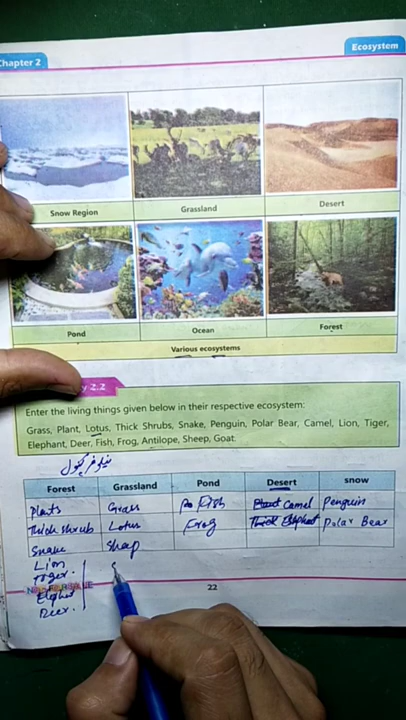 Chapter 2
Ecosystem
Snow Region
Grassland
Desert
Pond
Ocean
Forest
Various ecosystems
y 2.2
Enter the living things given below in their respective ecosystem:
Grass, Plant, Lotus, Thick Shrubs, Snake, Penguin, Polar Bear, Camel, Lion, Tiger,
Elephant, Deer, Fish, Frog, Antilope, Sheep, Goat.
Forest Grassland Pond Desert snow
Plants Grass Fish Plant Camel Penguin
Thick shrub Lotus Frog Thick Polar Bear
Snake Sheep
Lion
Tiger.
Deer.
22